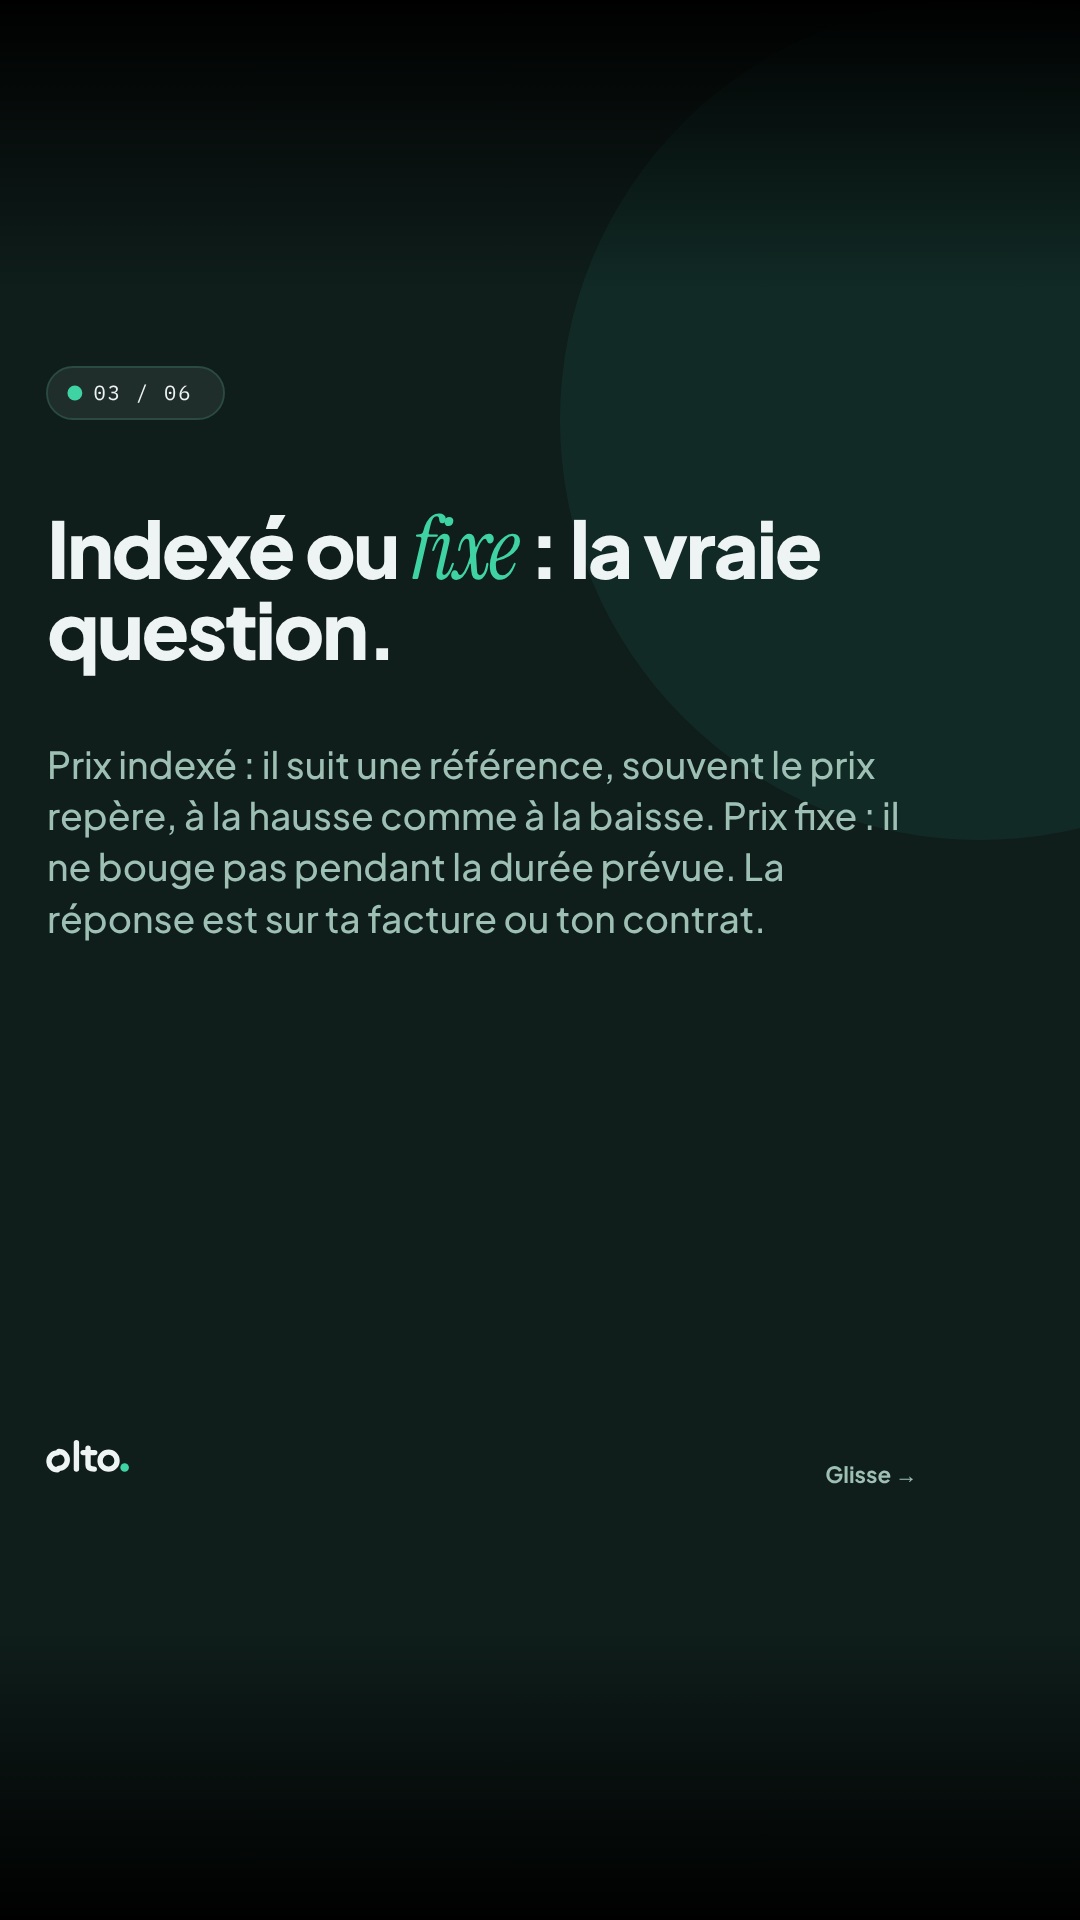 03 / 06
Indexé ou fixe : la vraie
question.
Prix indexé : il suit une référence, souvent le prix
repère, à la hausse comme à la baisse. Prix fixe : il
ne bouge pas pendant la durée prévue. La
réponse est sur ta facture ou ton contrat.
olto.
Glisse →